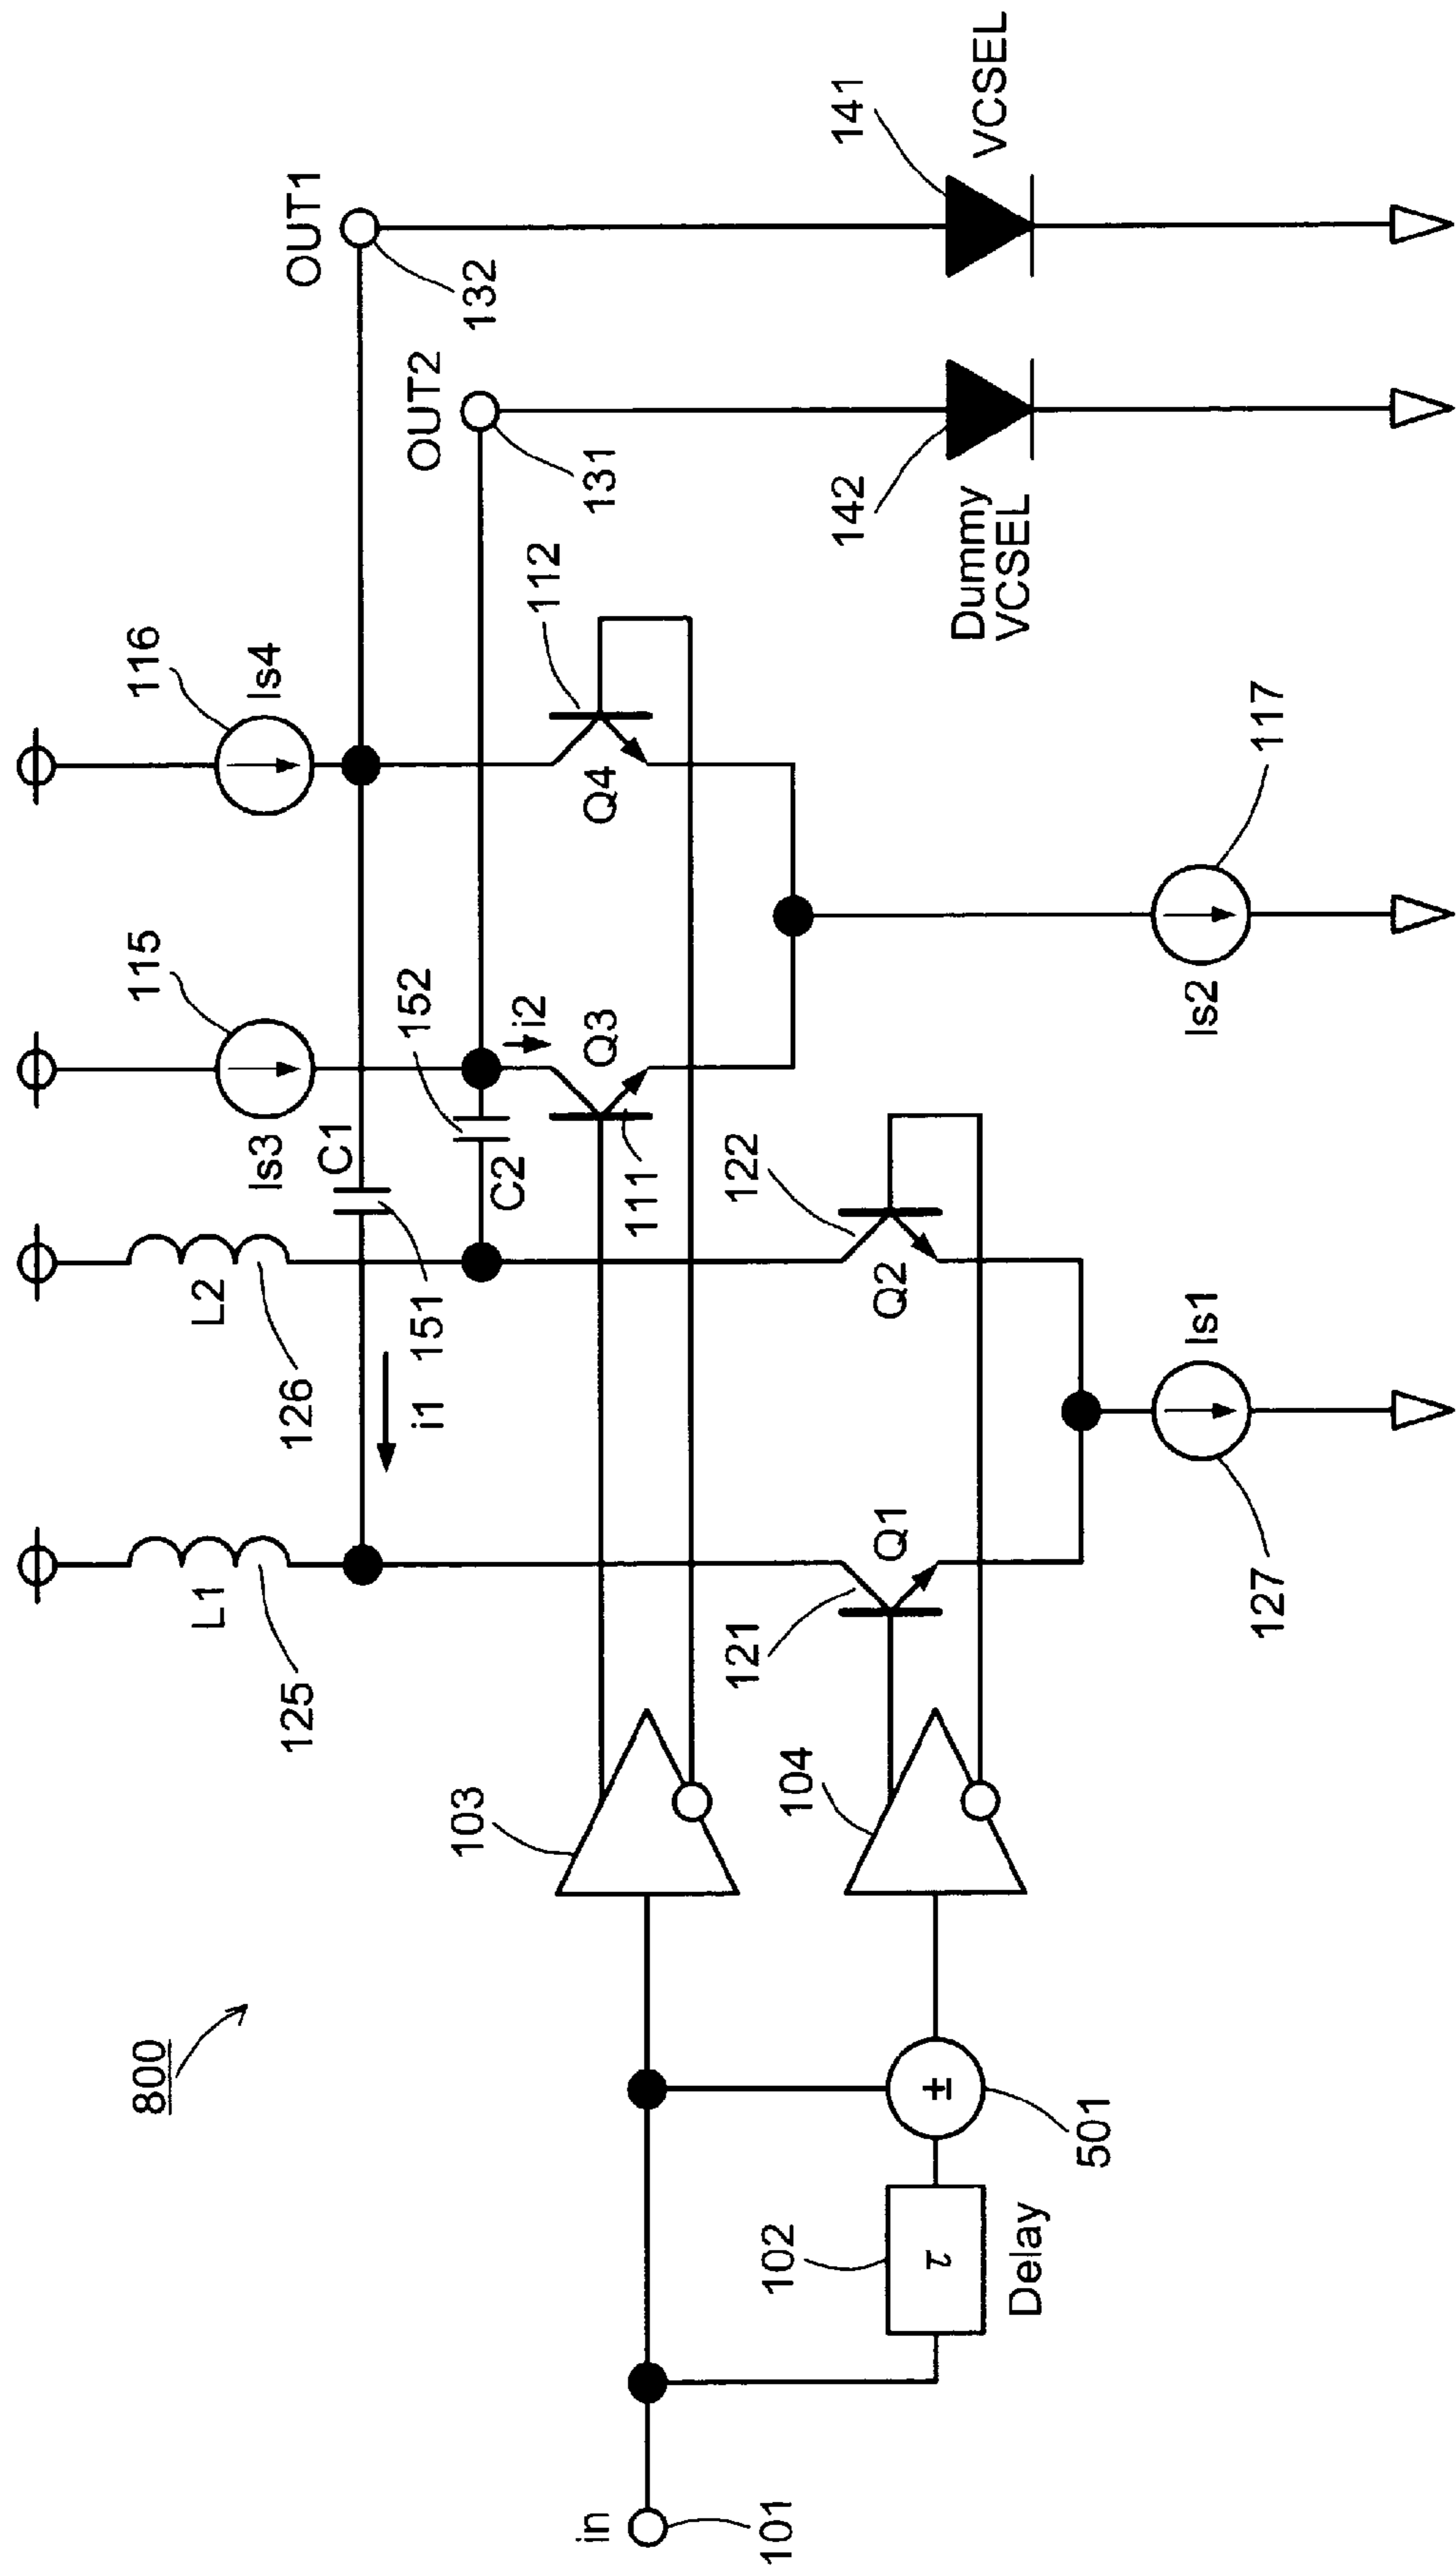 800
in
101
102
τ
Delay
±
501
103
104
L1
125
L2
126
i1
C1
151
C2
152
Is3
115
Is4
116
i2
Q3
111
Q4
112
Q1
121
Q2
122
Is1
127
Is2
117
OUT1
132
OUT2
131
142
Dummy
VCSEL
141
VCSEL